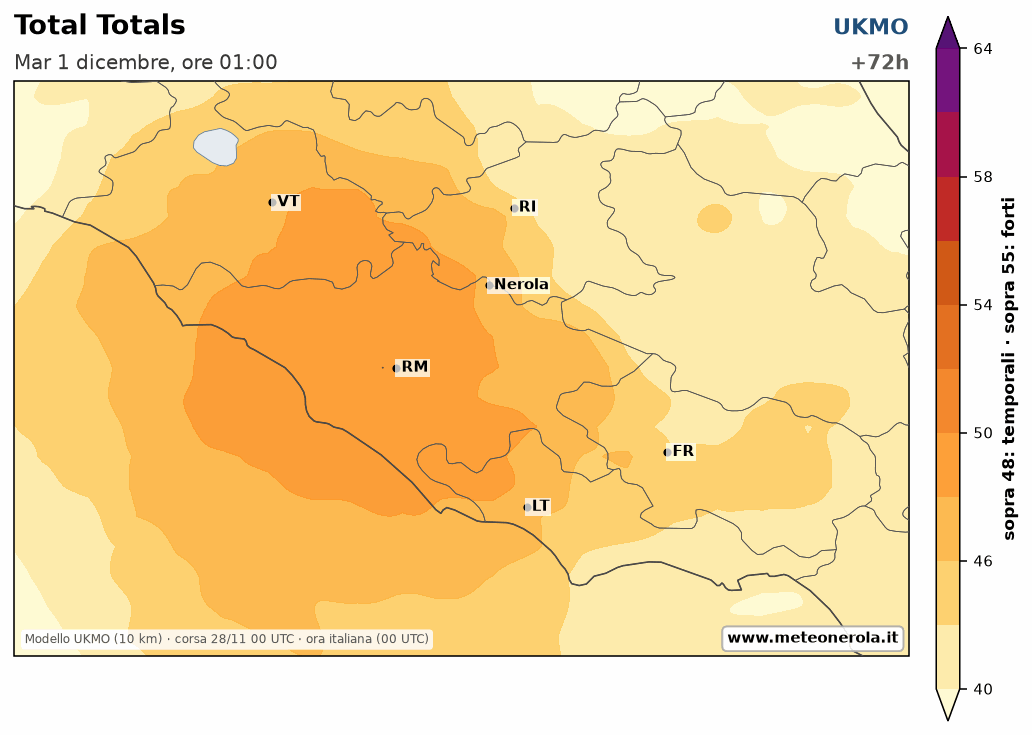 Total Totals
UKMO
Mar 1 dicembre, ore 01:00
+72h
VT
RI
Nerola
RM
FR
LT
Modello UKMO (10 km) · corsa 28/11 00 UTC · ora italiana (00 UTC)
www.meteonerola.it
64
58
54
50
46
40
sopra 48: temporali · sopra 55: forti